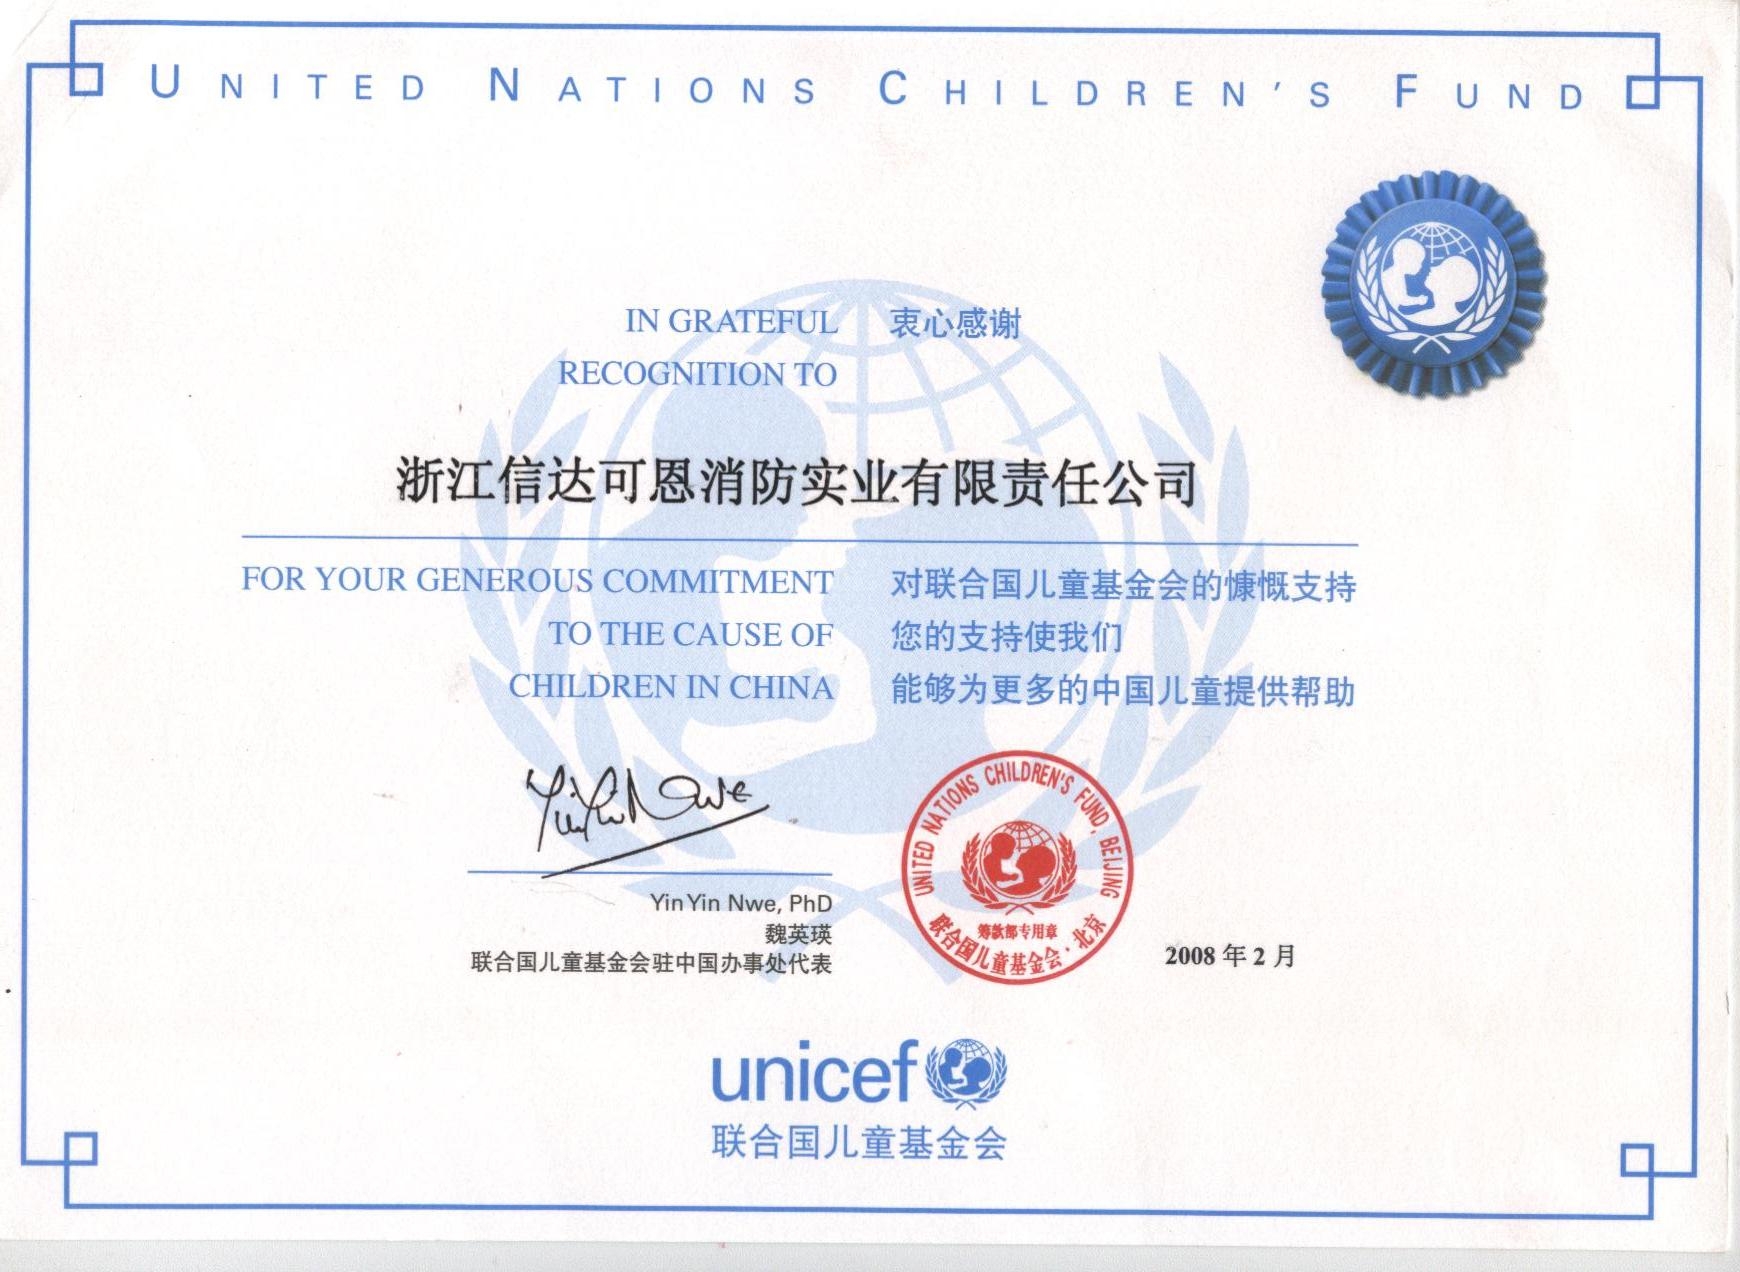 UNITED NATIONS CHILDREN'S FUND
IN GRATEFUL 衷心感谢
RECOGNITION TO
浙江信达可恩消防实业有限责任公司
FOR YOUR GENEROUS COMMITMENT 对联合国儿童基金会的慷慨支持
TO THE CAUSE OF 您的支持使我们
CHILDREN IN CHINA 能够为更多的中国儿童提供帮助
Yin Yin Nwe
Yin Yin Nwe, PhD
魏英瑛
联合国儿童基金会驻中国办事处代表
UNITED NATIONS CHILDREN'S FUND, BEIJING
筹款部专用章
联合国儿童基金会·北京
2008 年 2 月
unicef
联合国儿童基金会